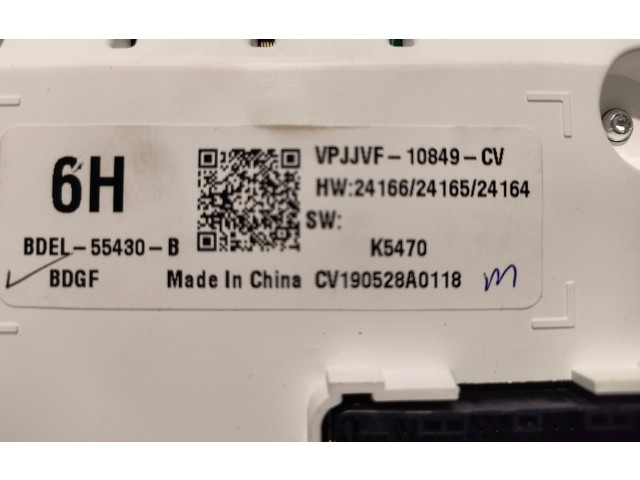 6H
BDEL-55430-B
BDGF
VPJJVF-10849-CV
HW:24166/24165/24164
SW:
K5470
Made In China CV190528A0118 m